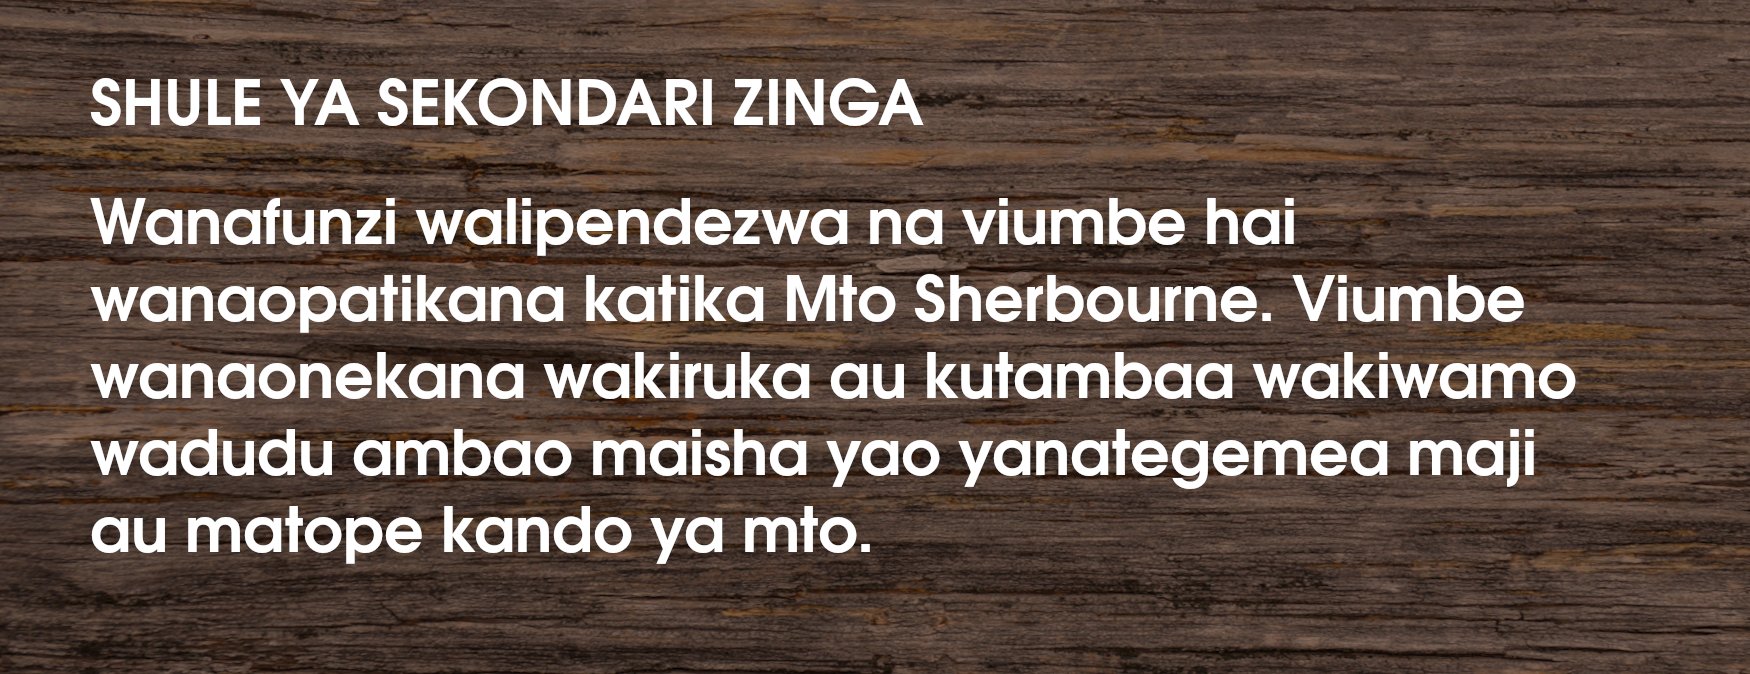 SHULE YA SEKONDARI ZINGA
Wanafunzi walipendezwa na viumbe hai
wanaopatikana katika Mto Sherbourne. Viumbe
wanaonekana wakiruka au kutambaa wakiwamo
wadudu ambao maisha yao yanategemea maji
au matope kando ya mto.